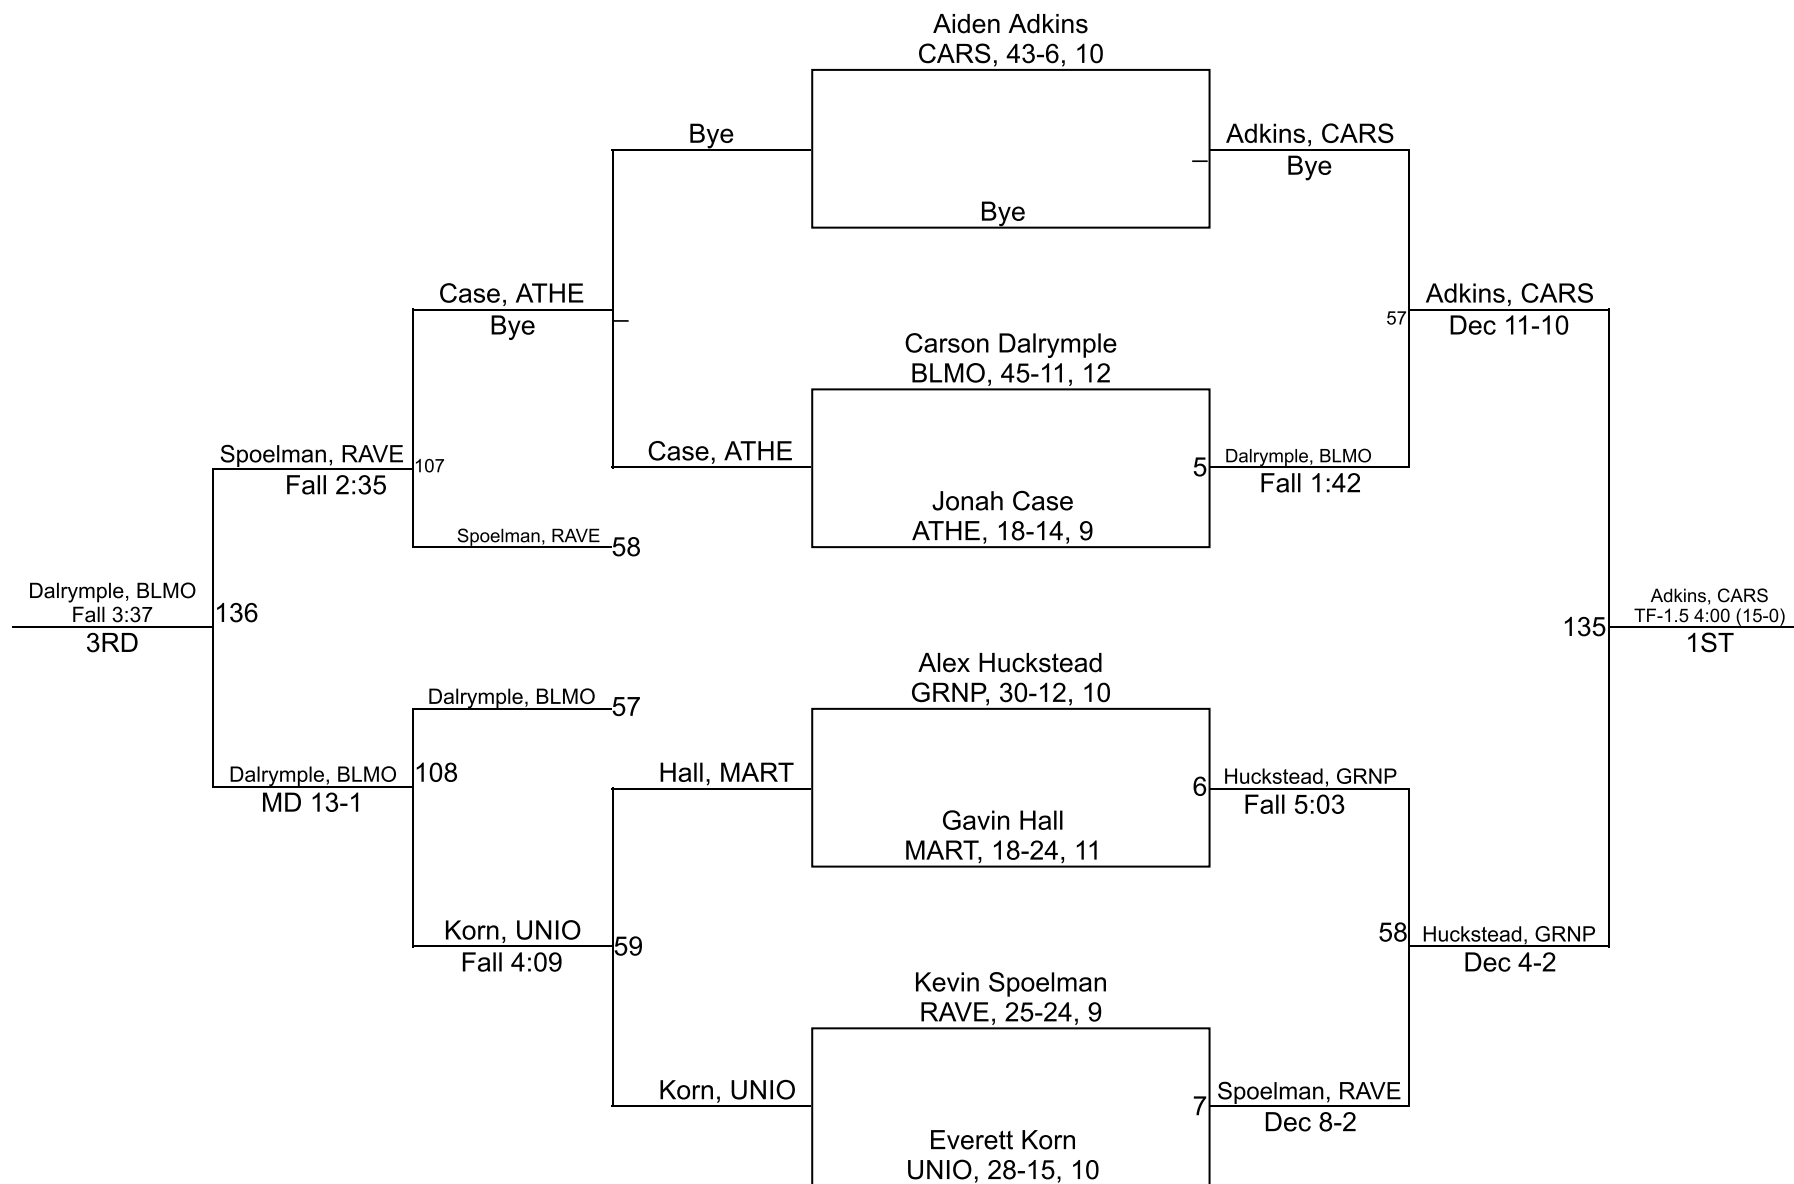 Aiden Adkins
CARS, 43-6, 10
Bye
Adkins, CARS
Bye
Bye
Case, ATHE
Bye
Adkins, CARS
57
Dec 11-10
Carson Dalrymple
BLMO, 45-11, 12
Case, ATHE
5
Dalrymple, BLMO
Fall 1:42
Spoelman, RAVE
107
Fall 2:35
Jonah Case
ATHE, 18-14, 9
Spoelman, RAVE
58
Dalrymple, BLMO
Fall 3:37
3RD
136
Adkins, CARS
TF-1.5 4:00 (15-0)
135
1ST
Alex Huckstead
GRNP, 30-12, 10
Dalrymple, BLMO
57
Dalrymple, BLMO
108
MD 13-1
Hall, MART
6
Huckstead, GRNP
Fall 5:03
Gavin Hall
MART, 18-24, 11
Korn, UNIO
59
Fall 4:09
58
Huckstead, GRNP
Dec 4-2
Kevin Spoelman
RAVE, 25-24, 9
Korn, UNIO
7
Spoelman, RAVE
Dec 8-2
Everett Korn
UNIO, 28-15, 10